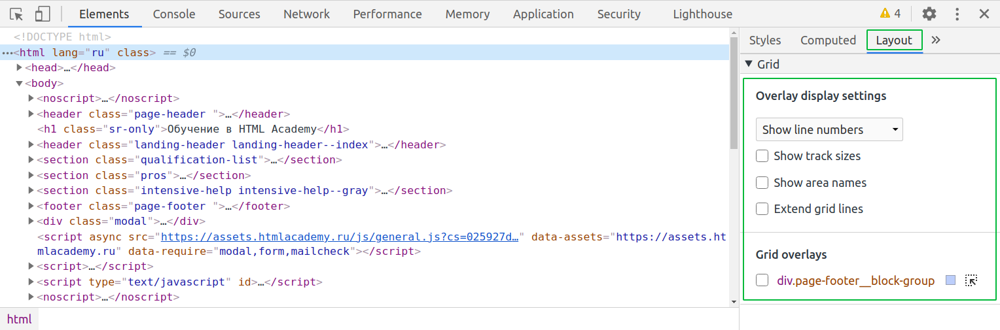 Elements Console Sources Network Performance Memory Application Security Lighthouse 4
<!DOCTYPE html>
…<html lang="ru" class> == $0
<head>…</head>
<body>
<noscript>…</noscript>
<header class="page-header ">…</header>
<h1 class="sr-only">Обучение в HTML Academy</h1>
<header class="landing-header landing-header--index">…</header>
<section class="qualification-list">…</section>
<section class="pros">…</section>
<section class="intensive-help intensive-help--gray">…</section>
<footer class="page-footer ">…</footer>
<div class="modal">…</div>
<script async src="https://assets.htmlacademy.ru/js/general.js?cs=025927d…" data-assets="https://assets.ht
mlacademy.ru" data-require="modal,form,mailcheck"></script>
<script>…</script>
<script type="text/javascript" id>…</script>
<noscript>…</noscript>
html
Styles Computed Layout »
Grid
Overlay display settings
Show line numbers
Show track sizes
Show area names
Extend grid lines
Grid overlays
div.page-footer__block-group